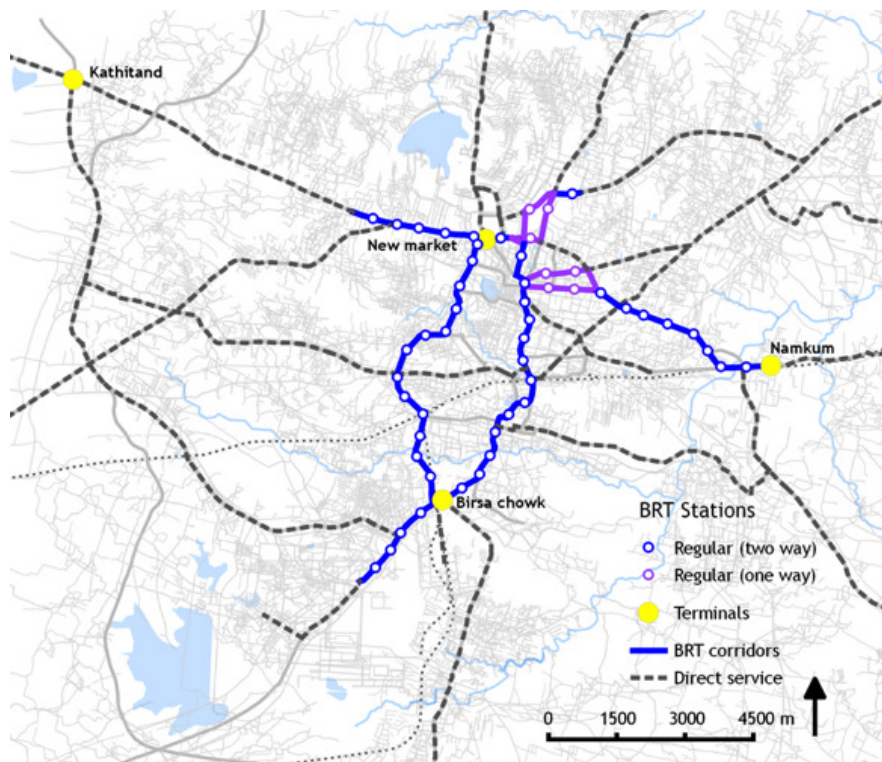 Kathitand
New market
Namkum
Birsa chowk
BRT Stations
Regular (two way)
Regular (one way)
Terminals
BRT corridors
Direct service
0 1500 3000 4500 m